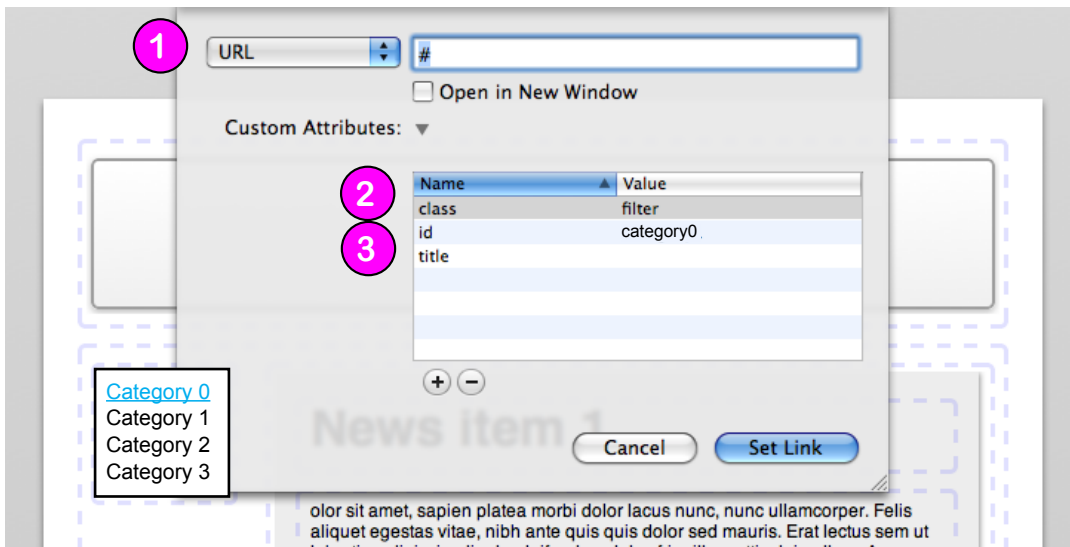 1
URL
#
Open in New Window
Custom Attributes:
Name Value
2
class filter
id category0
3
title
Category 0
Category 1
Category 2
Category 3
News item 1
Cancel Set Link
olor sit amet, sapien platea morbi dolor lacus nunc, nunc ullamcorper. Felis
aliquet egestas vitae, nibh ante quis quis dolor sed mauris. Erat lectus sem ut